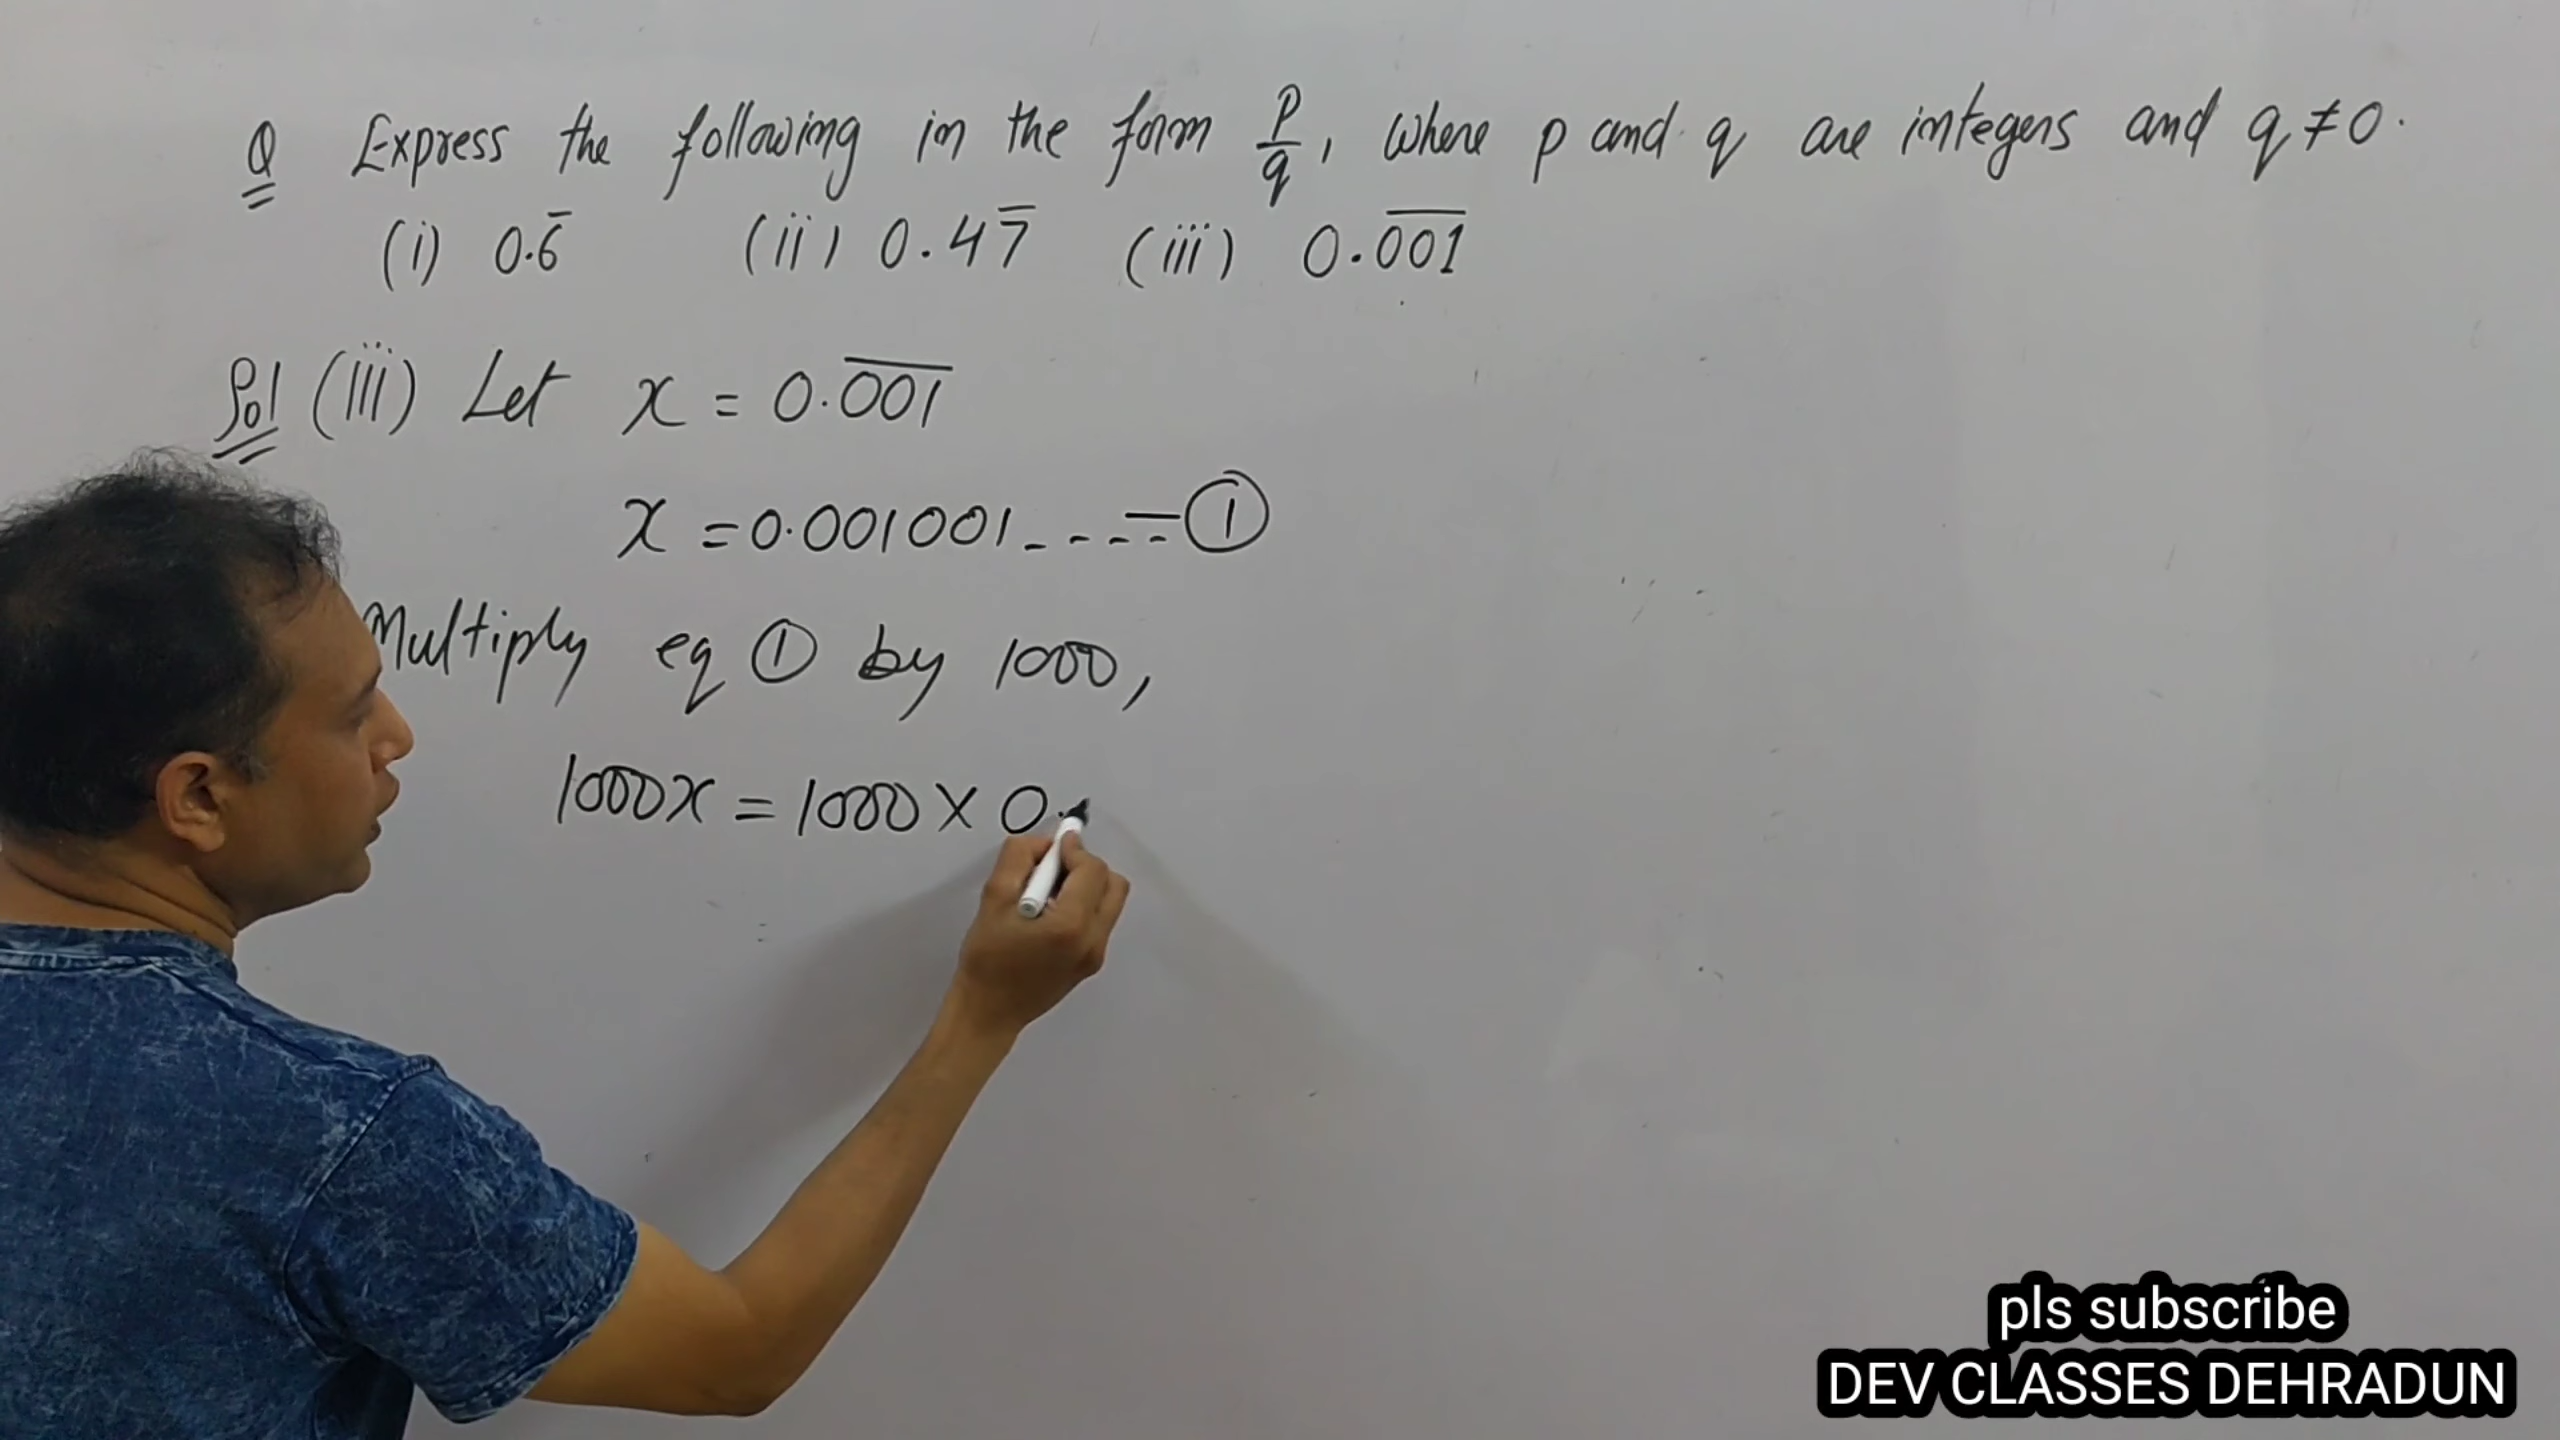 Q Express the following in the form p/q, where p and q are integers and q ≠ 0.
(i) 0.6̅ (ii) 0.47̅ (iii) 0.0̅0̅1̅
Sol (iii) Let x = 0.0̅0̅1̅
x = 0.001001---- —①
Multiply eq ① by 1000,
1000x = 1000 × 0.
pls subscribe
DEV CLASSES DEHRADUN